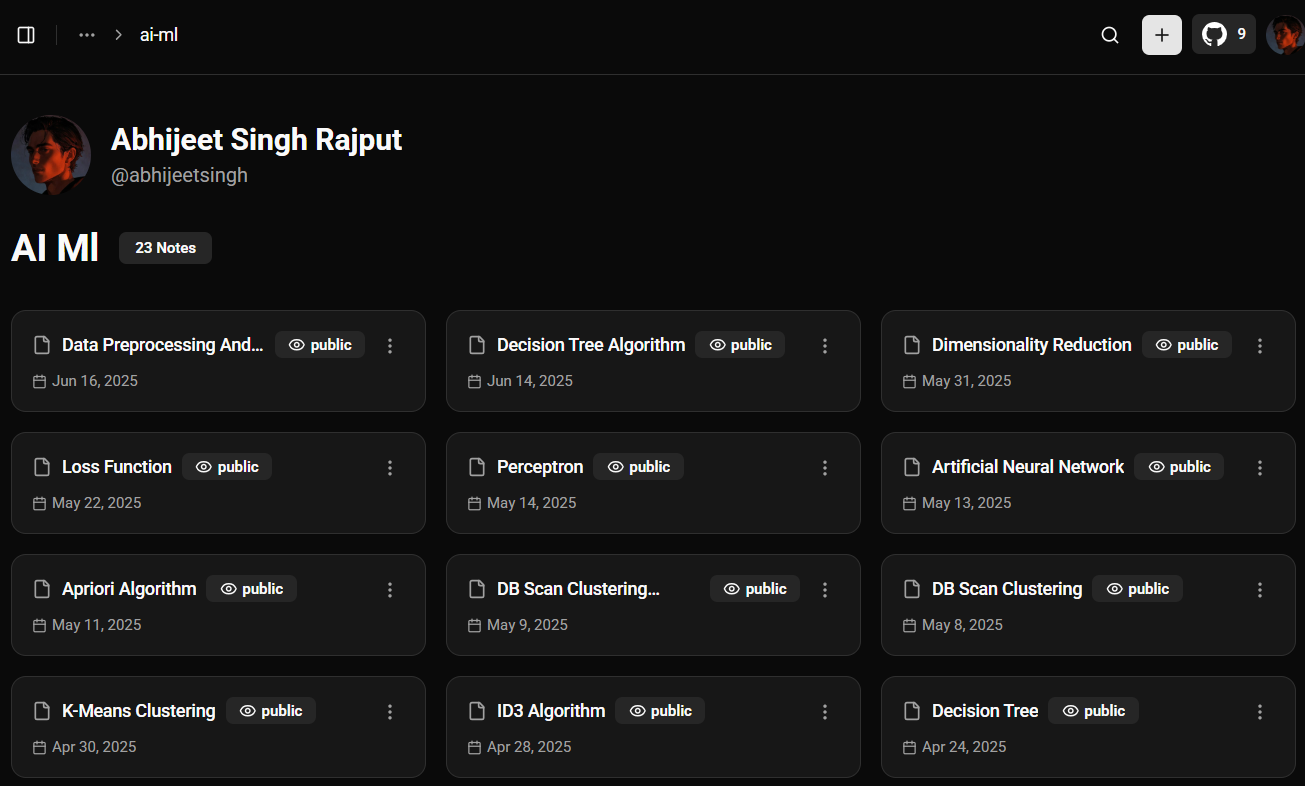 ai-ml
9
Abhijeet Singh Rajput
@abhijeetsingh
AI Ml 23 Notes
Data Preprocessing And... public
Jun 16, 2025
Decision Tree Algorithm public
Jun 14, 2025
Dimensionality Reduction public
May 31, 2025
Loss Function public
May 22, 2025
Perceptron public
May 14, 2025
Artificial Neural Network public
May 13, 2025
Apriori Algorithm public
May 11, 2025
DB Scan Clustering... public
May 9, 2025
DB Scan Clustering public
May 8, 2025
K-Means Clustering public
Apr 30, 2025
ID3 Algorithm public
Apr 28, 2025
Decision Tree public
Apr 24, 2025